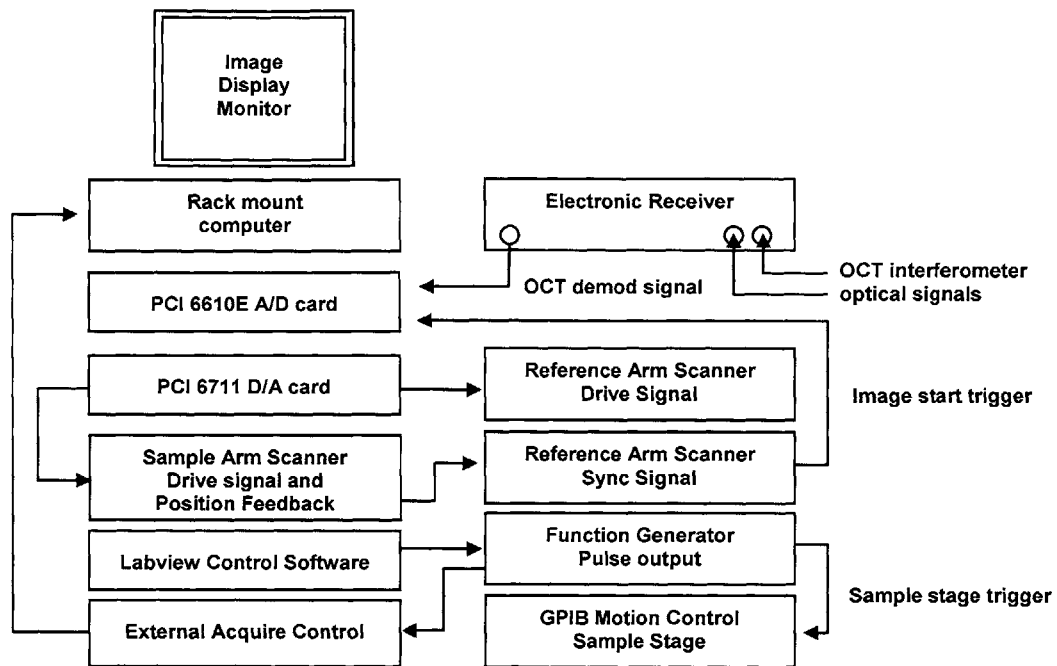 Image
Display
Monitor
Rack mount
computer
Electronic Receiver
PCI 6610E A/D card
OCT demod signal
OCT interferometer
optical signals
PCI 6711 D/A card
Reference Arm Scanner
Drive Signal
Image start trigger
Sample Arm Scanner
Drive signal and
Position Feedback
Reference Arm Scanner
Sync Signal
Labview Control Software
Function Generator
Pulse output
Sample stage trigger
External Acquire Control
GPIB Motion Control
Sample Stage